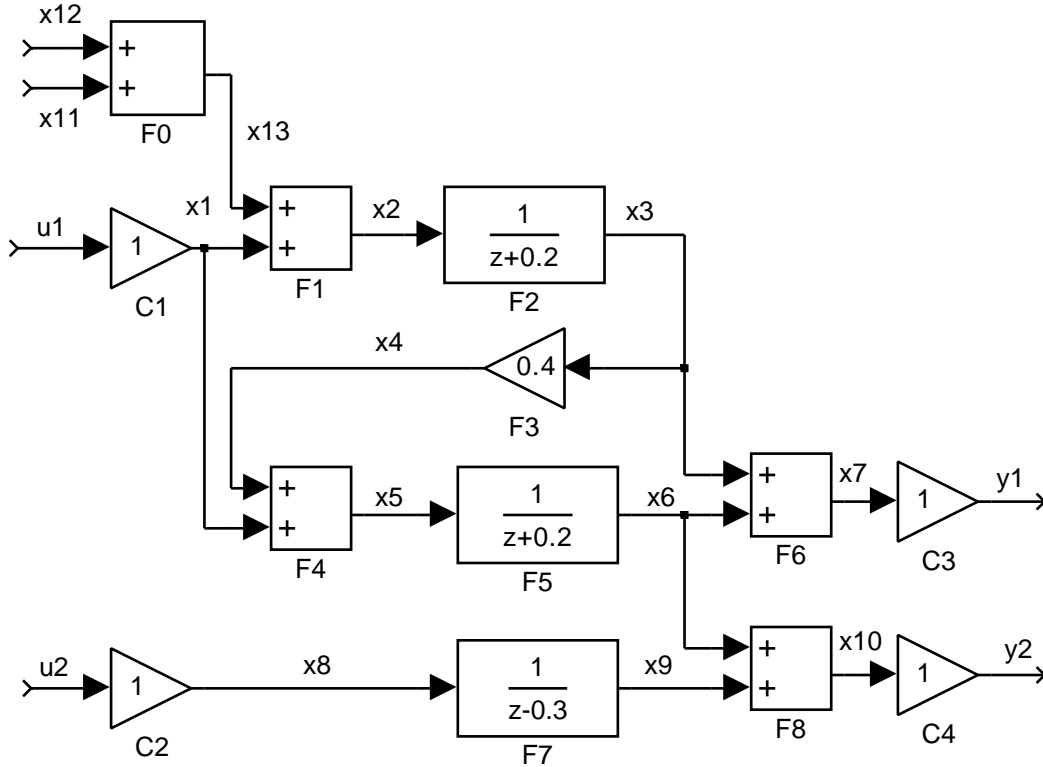 x12
+
+
x11
F0
x13
u1
1
C1
x1
+
+
F1
x2
1
z+0.2
F2
x3
x4
0.4
F3
+
+
F4
x5
1
z+0.2
F5
x6
+
+
F6
x7
1
C3
y1
u2
1
C2
x8
1
z-0.3
F7
x9
+
+
F8
x10
1
C4
y2